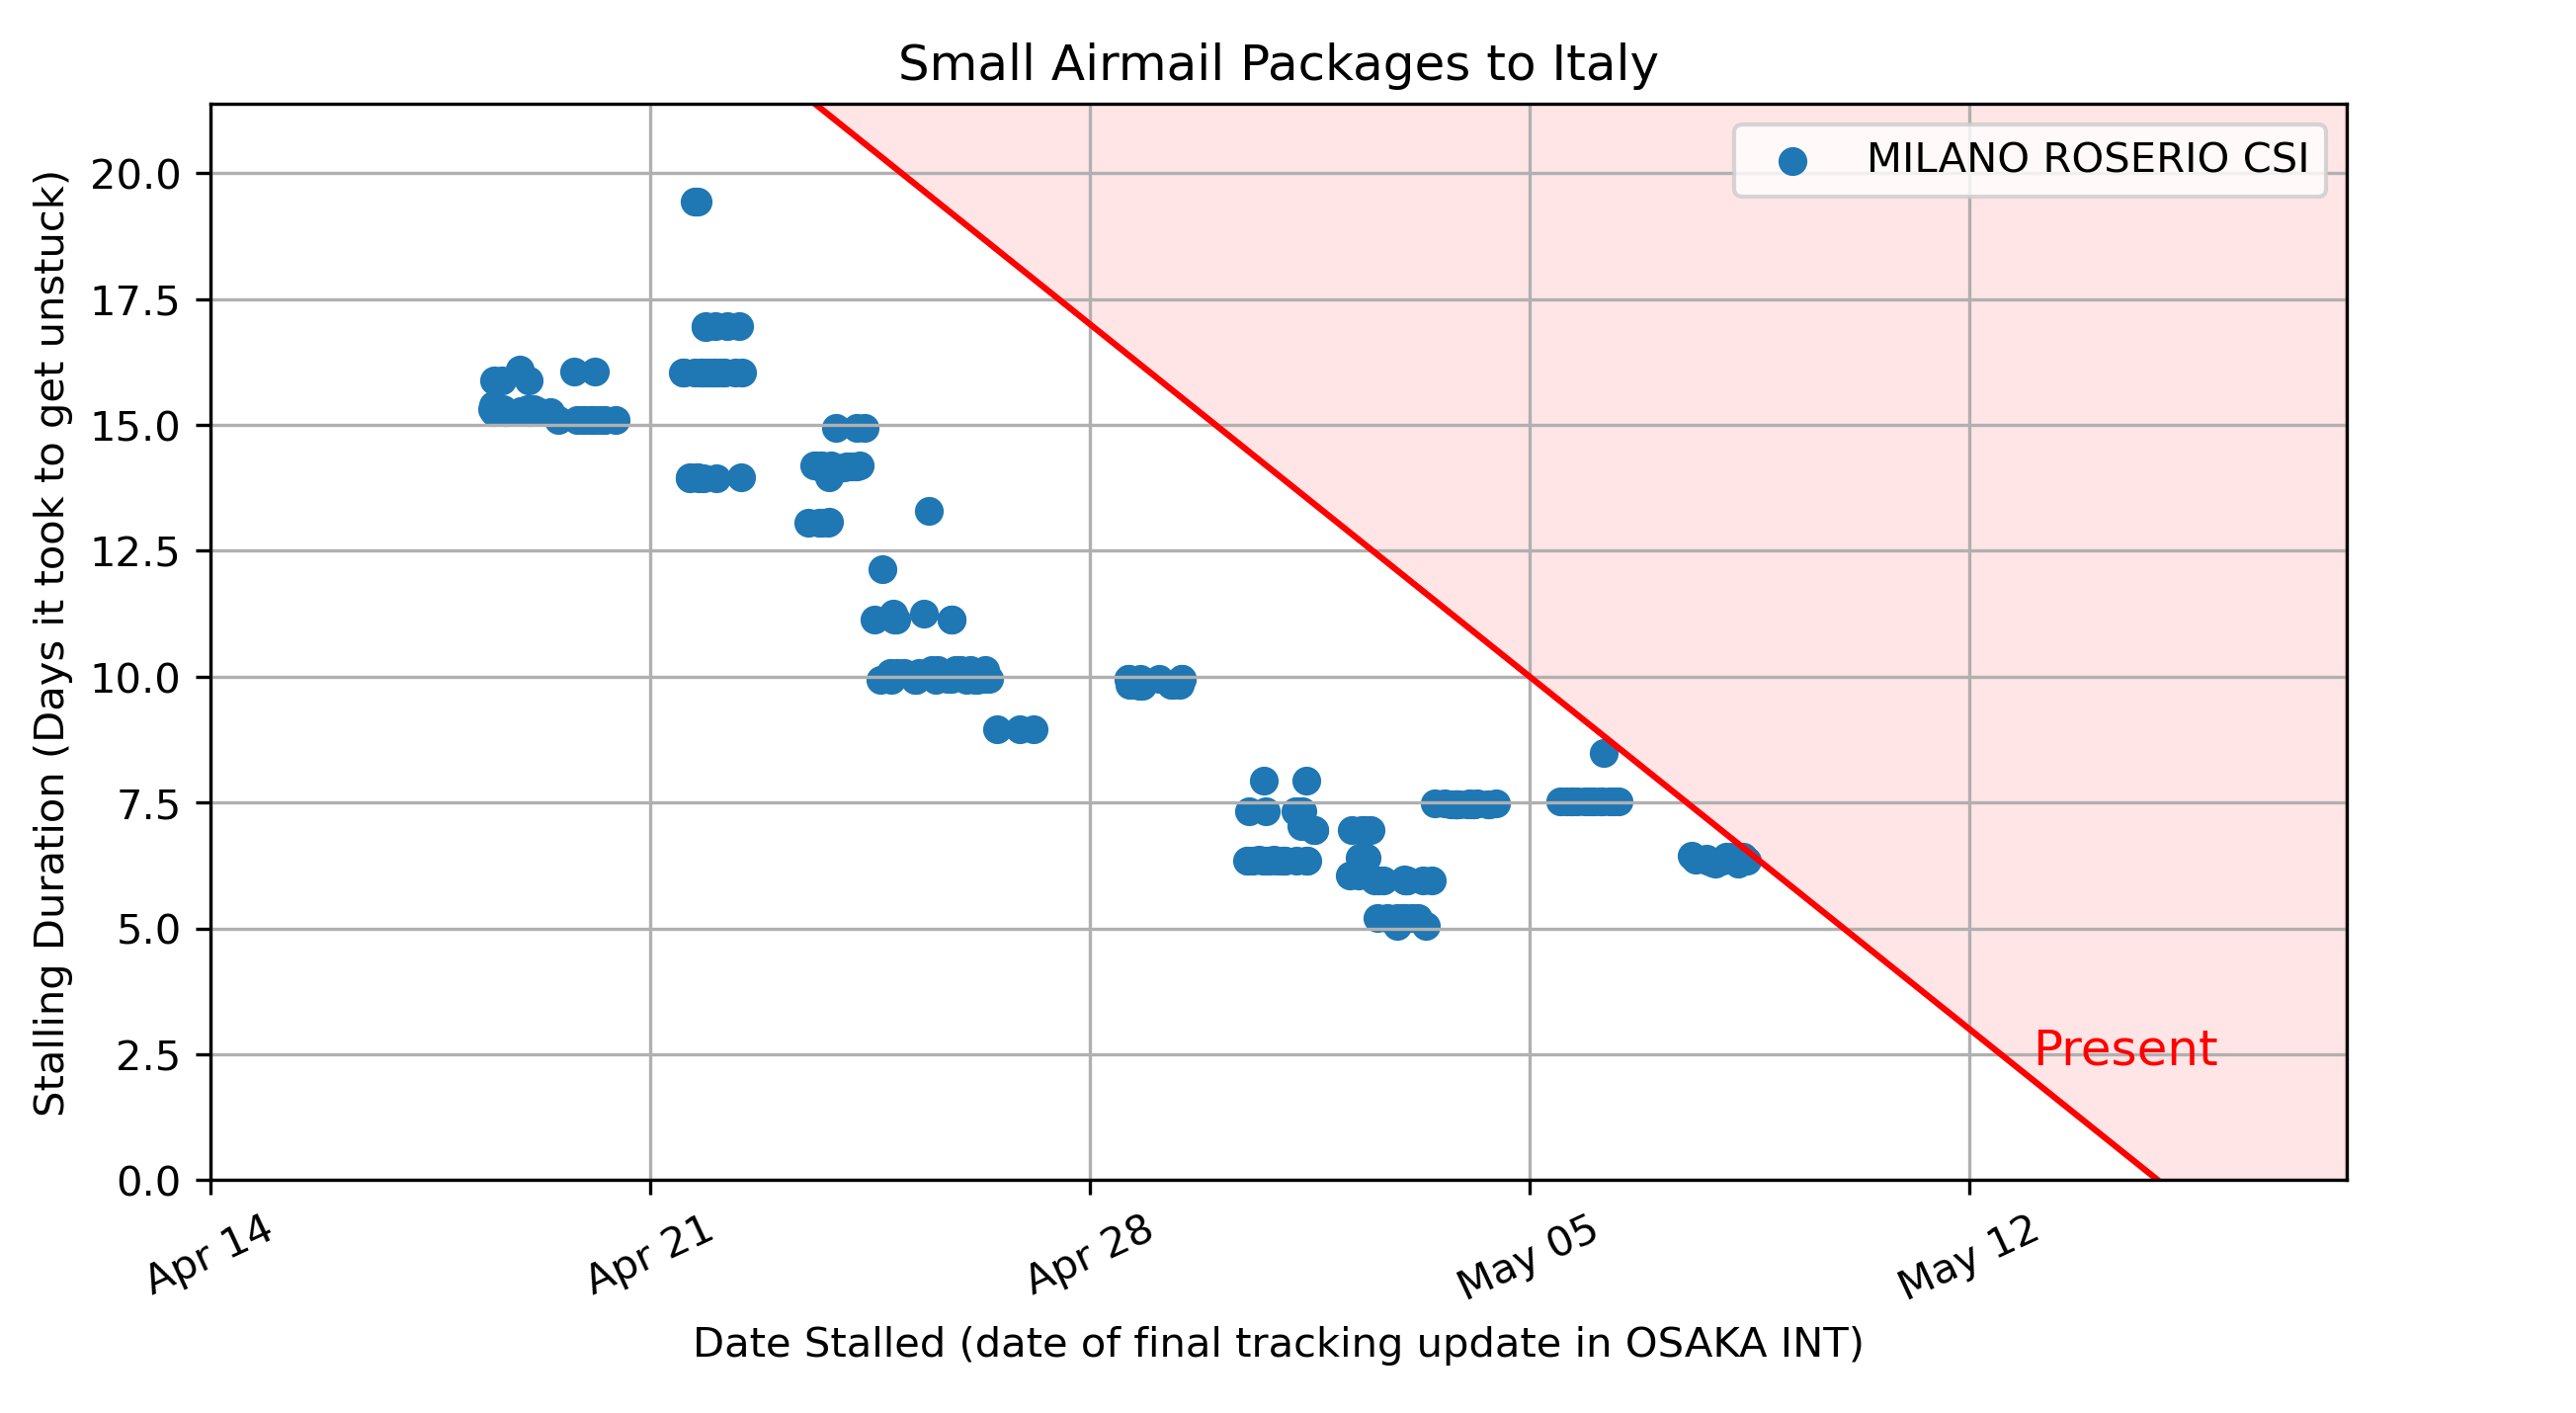 Small Airmail Packages to Italy
MILANO ROSERIO CSI
Stalling Duration (Days it took to get unstuck)
20.0
17.5
15.0
12.5
10.0
7.5
5.0
2.5
0.0
Present
Apr 14
Apr 21
Apr 28
May 05
May 12
Date Stalled (date of final tracking update in OSAKA INT)